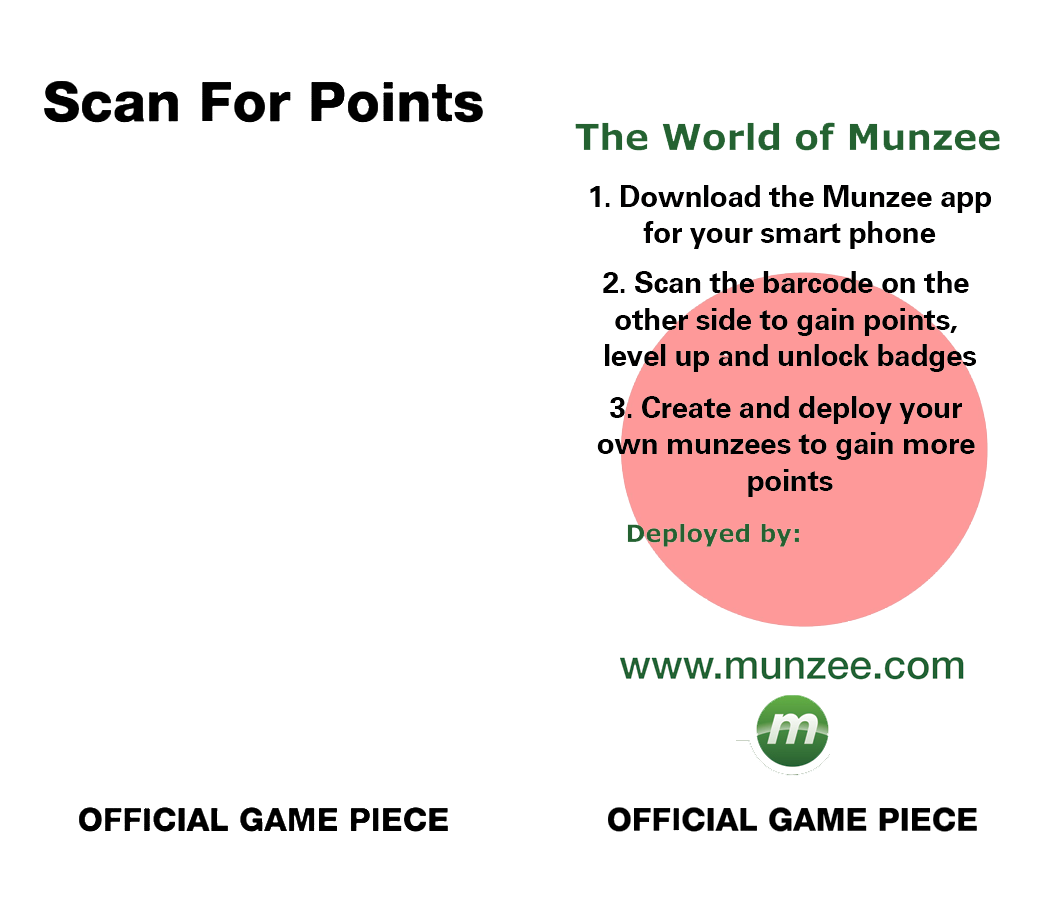 Scan For Points
OFFICIAL GAME PIECE
The World of Munzee
1. Download the Munzee app
for your smart phone
2. Scan the barcode on the
other side to gain points,
level up and unlock badges
3. Create and deploy your
own munzees to gain more
points
Deployed by:
www.munzee.com
m
OFFICIAL GAME PIECE